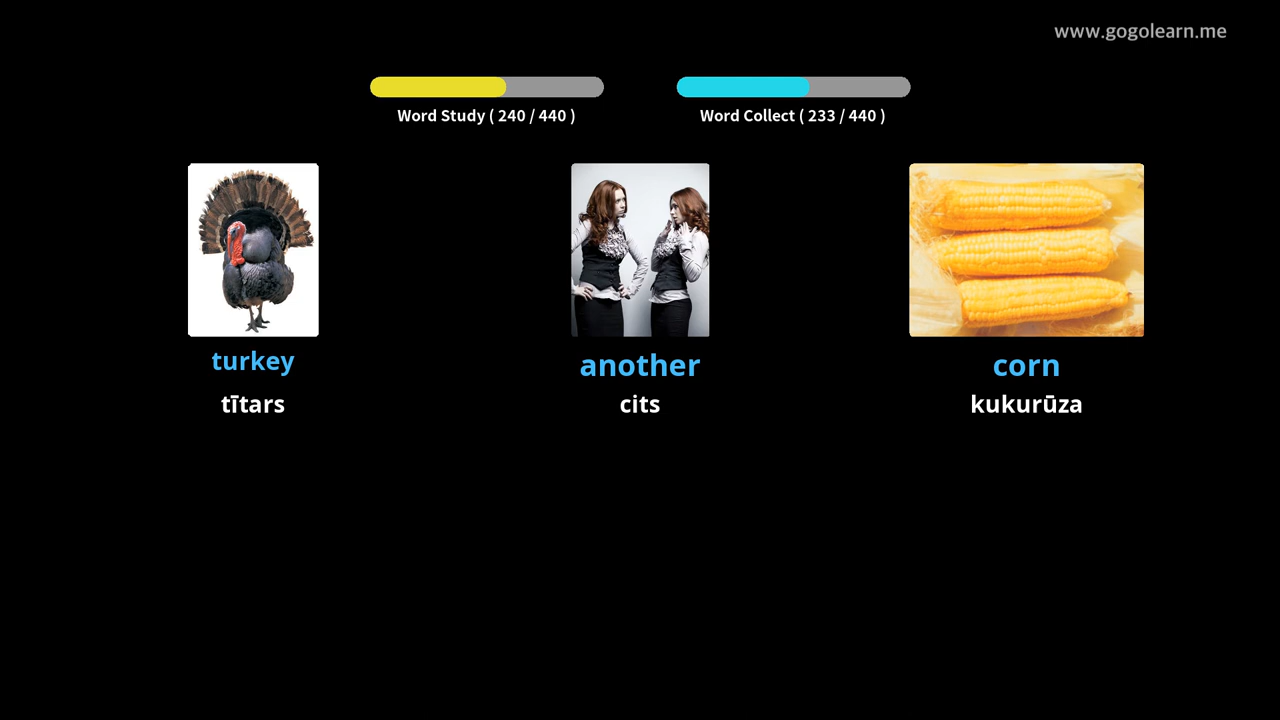 www.gogolearn.me
Word Study ( 240 / 440 )
Word Collect ( 233 / 440 )
turkey
tītars
another
cits
corn
kukurūza